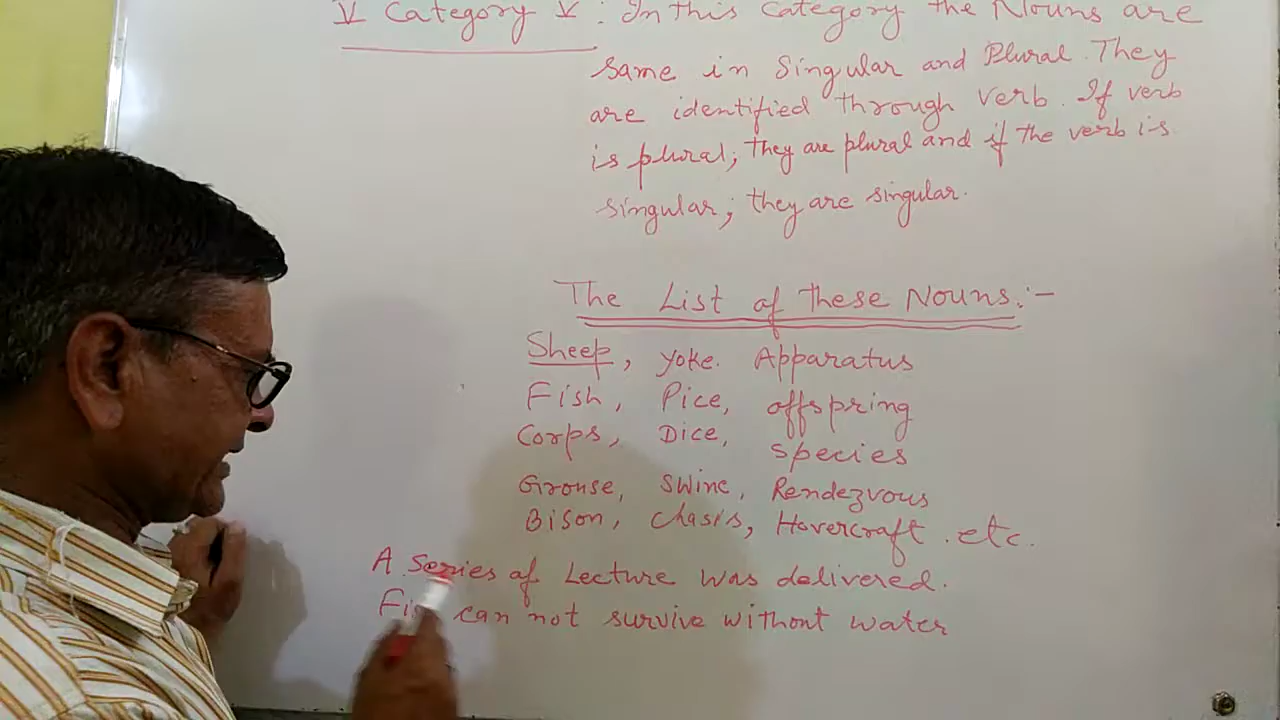 V Category V : In this Category the Nouns are
same in Singular and Plural. They
are identified through verb. If verb
is plural; they are plural and if the verb is
singular; they are singular.
The List of these Nouns:-
Sheep, yoke. Apparatus
Fish, Pice, offspring
Corps, Dice, species
Grouse, Swine, Rendezvous
Bison, Chasis, Hovercraft. etc.
A Series of Lecture was delivered.
can not survive without water